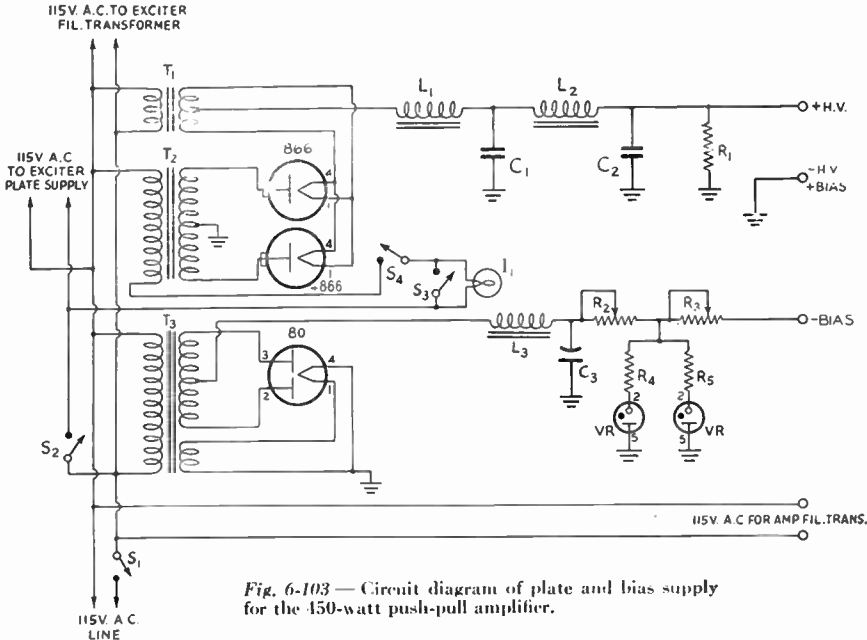 115V. A.C. TO EXCITER
FIL. TRANSFORMER
T1
L1
L2
+H.V.
C1
C2
R1
115V A.C
TO EXCITER
PLATE SUPPLY
T2
866
4
1
-H.V
+BIAS
4
1
866
S4
S3
I1
T3
80
3
2
4
1
L3
C3
R2
R3
-BIAS
R4
R5
2
2
VR
VR
5
5
S2
115V. A.C FOR AMP FIL. TRANS.
S1
115V. A.C.
LINE
Fig. 6-103 — Circuit diagram of plate and bias supply
for the 450-watt push-pull amplifier.